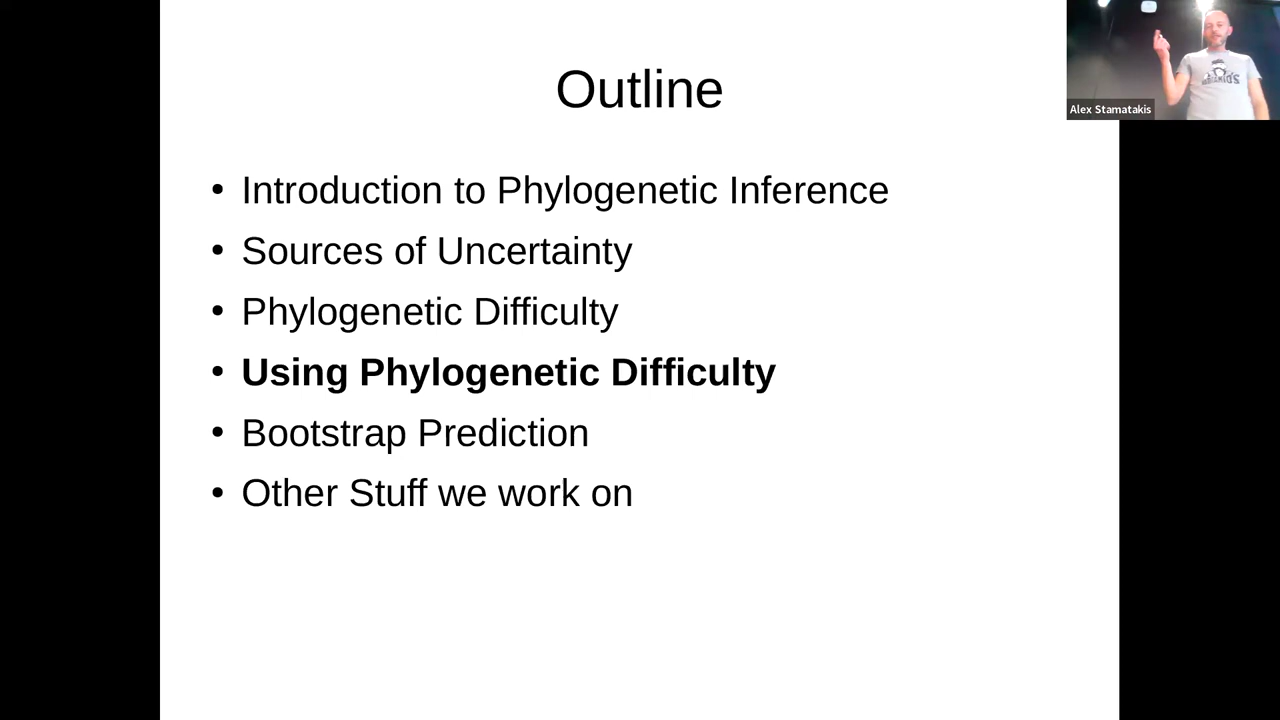 Outline
Alex Stamatakis
• Introduction to Phylogenetic Inference
• Sources of Uncertainty
• Phylogenetic Difficulty
• Using Phylogenetic Difficulty
• Bootstrap Prediction
• Other Stuff we work on